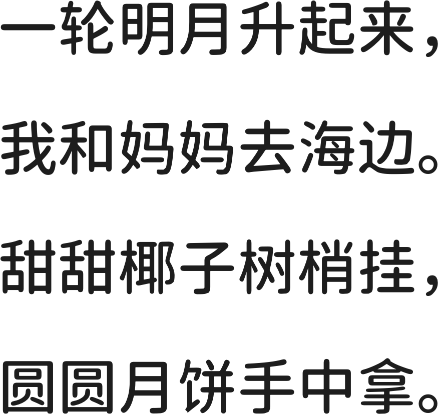 一轮明月升起来，
我和妈妈去海边。
甜甜椰子树梢挂，
圆圆月饼手中拿。